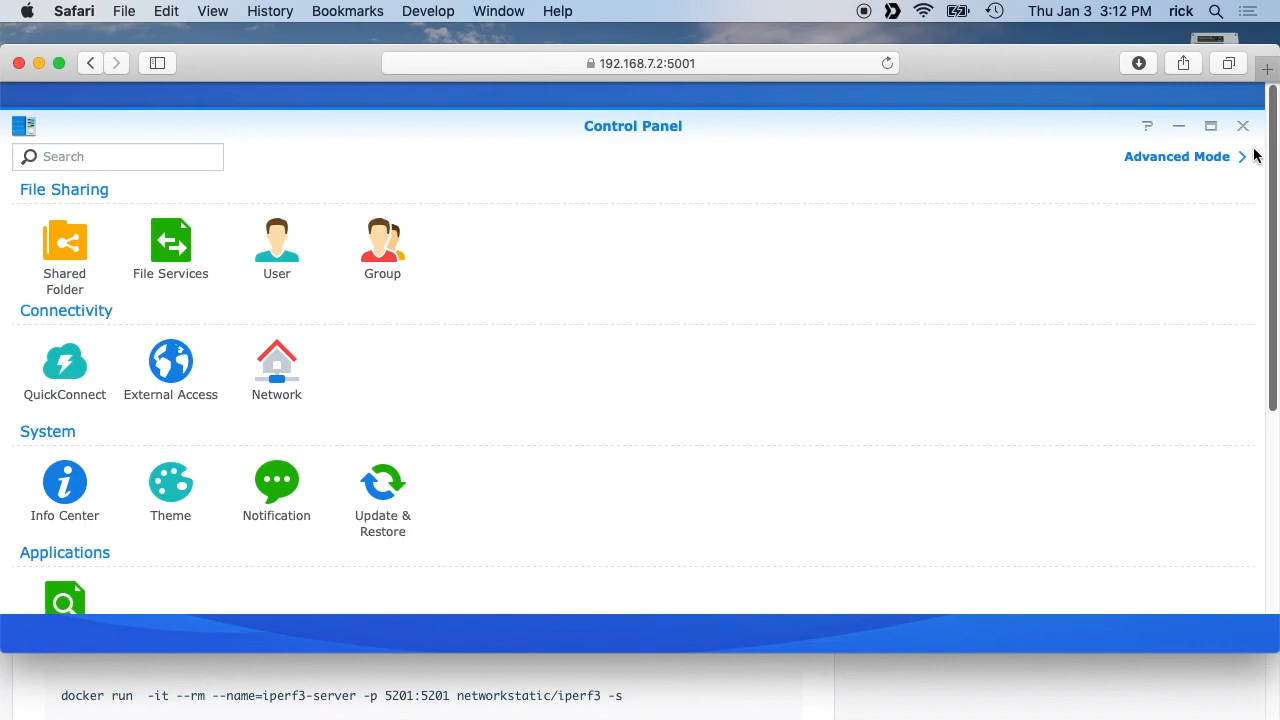 Safari File Edit View History Bookmarks Develop Window Help Thu Jan 3 3:12 PM rick
192.168.7.2:5001
Control Panel
Search
Advanced Mode
File Sharing
Shared Folder
File Services
User
Group
Connectivity
QuickConnect
External Access
Network
System
Info Center
Theme
Notification
Update & Restore
Applications
docker run -it --rm --name=iperf3-server -p 5201:5201 networkstatic/iperf3 -s